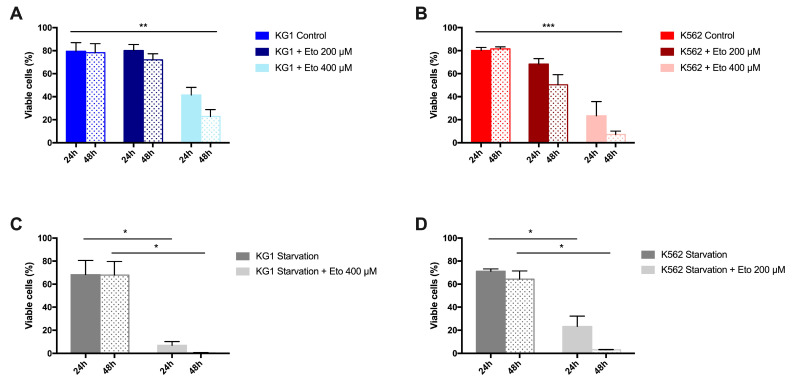 A
**
Viable cells (%)
100
80
60
40
20
0
24h
48h
24h
48h
24h
48h
KG1 Control
KG1 + Eto 200 μM
KG1 + Eto 400 μM
B
***
Viable cells (%)
100
80
60
40
20
0
24h
48h
24h
48h
24h
48h
K562 Control
K562 + Eto 200 μM
K562 + Eto 400 μM
C
*
*
Viable cells (%)
100
80
60
40
20
0
24h
48h
24h
48h
KG1 Starvation
KG1 Starvation + Eto 400 μM
D
*
*
Viable cells (%)
100
80
60
40
20
0
24h
48h
24h
48h
K562 Starvation
K562 Starvation + Eto 200 μM